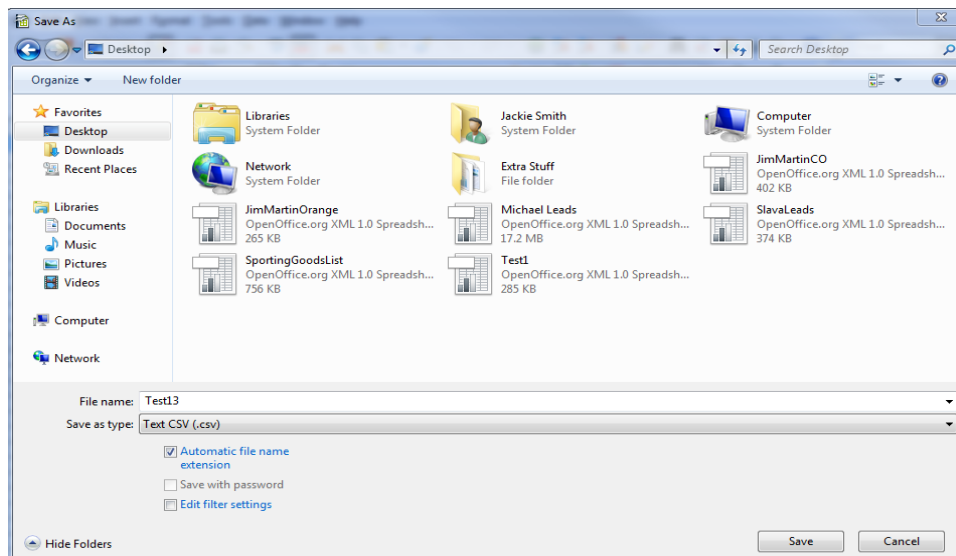 Save As
Desktop
Search Desktop
Organize
New folder
Favorites
Desktop
Downloads
Recent Places
Libraries
Documents
Music
Pictures
Videos
Computer
Network
Libraries
System Folder
Jackie Smith
System Folder
Computer
System Folder
Network
System Folder
Extra Stuff
File folder
JimMartinCO
OpenOffice.org XML 1.0 Spreadsh...
402 KB
JimMartinOrange
OpenOffice.org XML 1.0 Spreadsh...
265 KB
Michael Leads
OpenOffice.org XML 1.0 Spreadsh...
17.2 MB
SlavaLeads
OpenOffice.org XML 1.0 Spreadsh...
374 KB
SportingGoodsList
OpenOffice.org XML 1.0 Spreadsh...
756 KB
Test1
OpenOffice.org XML 1.0 Spreadsh...
285 KB
File name: Test13
Save as type: Text CSV (.csv)
Automatic file name
extension
Save with password
Edit filter settings
Hide Folders
Save
Cancel